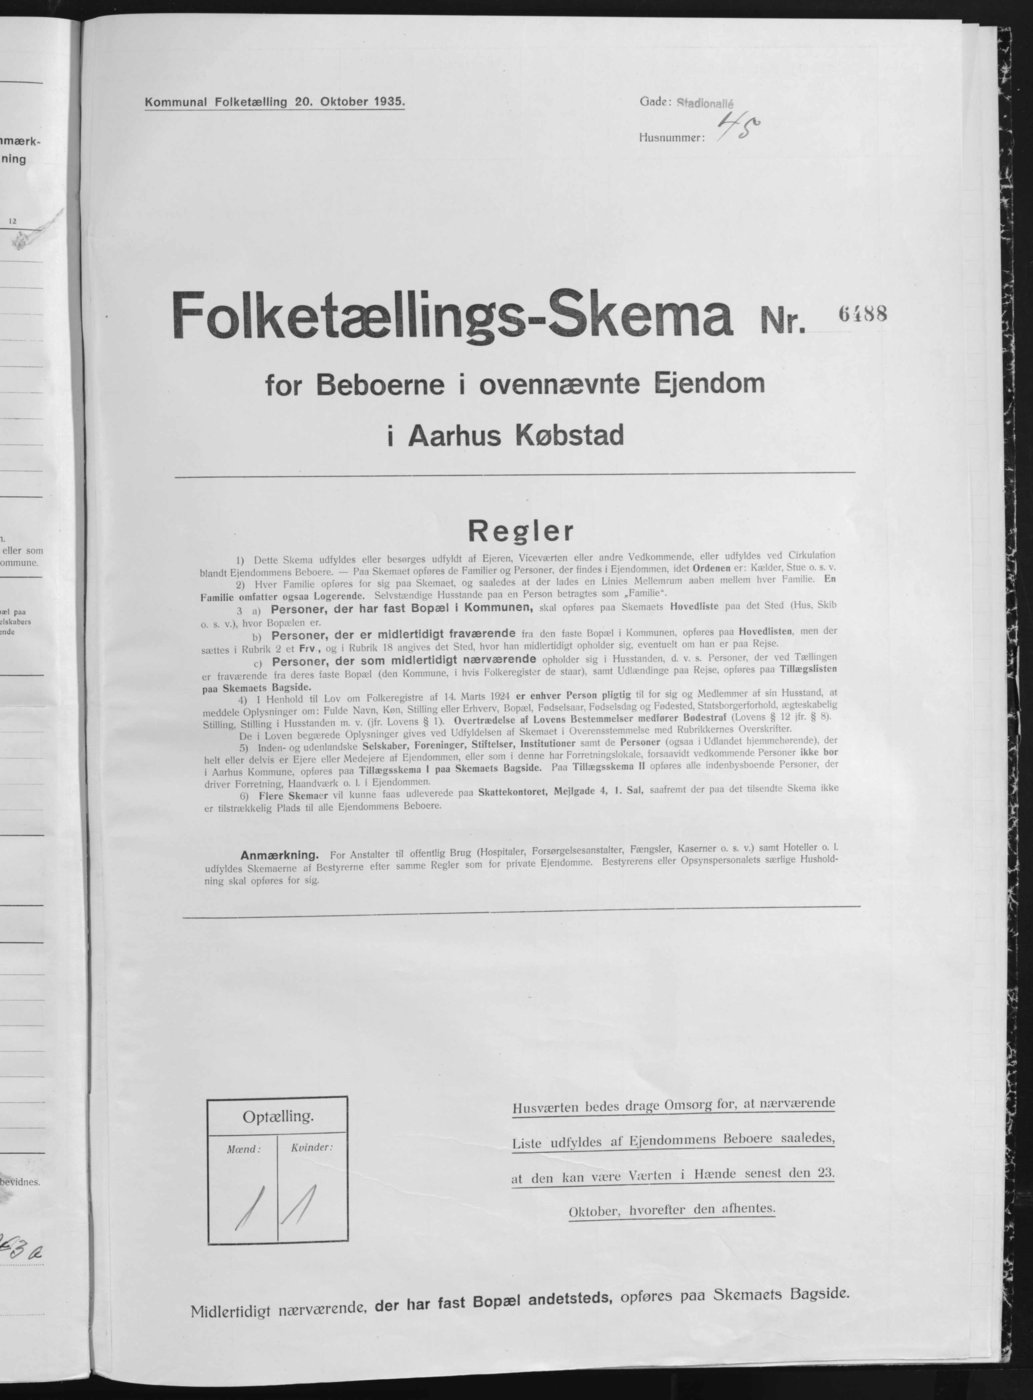 Kommunal Folketælling 20. Oktober 1935.
Gade: Stadionallé
Husnummer: 45
Folketællings-Skema Nr. 6488
for Beboerne i ovennævnte Ejendom
i Aarhus Købstad
Regler
1) Dette Skema udfyldes eller besørges udfyldt af Ejeren, Viceværten eller andre Vedkommende, eller udfyldes ved Cirkulation
blandt Ejendommens Beboere. — Paa Skemaet opføres de Familier og Personer, der findes i Ejendommen, idet Ordenen er: Kælder, Stue o. s. v.
2) Hver Familie opføres for sig paa Skemaet, og saaledes at der lades en Linies Mellemrum aaben mellem hver Familie. En
Familie omfatter ogsaa Logerende. Selvstændige Husstande paa en Person betragtes som „Familie“.
3 a) Personer, der har fast Bopæl i Kommunen, skal opføres paa Skemaets Hovedliste paa det Sted (Hus, Skib
o. s. v.), hvor Bopælen er.
b) Personer, der er midlertidigt fraværende fra den faste Bopæl i Kommunen, opføres paa Hovedlisten, men der
sættes i Rubrik 2 et Frv., og i Rubrik 18 angives det Sted, hvor han midlertidigt opholder sig, eventuelt om han er paa Rejse.
c) Personer, der som midlertidigt nærværende opholder sig i Husstanden, d. v. s. Personer, der ved Tællingen
er fraværende fra deres faste Bopæl (den Kommune, i hvis Folkeregister de staar), samt Udlændinge paa Rejse, opføres paa Tillægslisten
paa Skemaets Bagside.
4) I Henhold til Lov om Folkeregistre af 14. Marts 1924 er enhver Person pligtig til for sig og Medlemmer af sin Husstand, at
meddele Oplysninger om: Fulde Navn, Køn, Stilling eller Erhverv, Bopæl, Fødselsaar, Fødselsdag og Fødested, Statsborgerforhold, ægteskabelig
Stilling, Stilling i Husstanden m. v. (jfr. Lovens § 1). Overtrædelse af Lovens Bestemmelser medfører Bødestraf (Lovens § 12 jfr. § 8).
De i Loven begærede Oplysninger gives ved Udfyldelsen af Skemaet i Overensstemmelse med Rubrikkernes Overskrifter.
5) Inden- og udenlandske Selskaber, Foreninger, Stiftelser, Institutioner samt de Personer (ogsaa i Udlandet hjemmehørende), der
helt eller delvis er Ejere eller Medejere af Ejendommen, eller som i denne har Forretningslokale, forsaavidt vedkommende Personer ikke bor
i Aarhus Kommune, opføres paa Tillægsskema I paa Skemaets Bagside. Paa Tillægsskema II opføres alle indenbysboende Personer, der
driver Forretning, Haandværk o. l. i Ejendommen.
6) Flere Skemaer vil kunne faas udleverede paa Skattekontoret, Mejlgade 4, 1. Sal, saafremt der paa det tilsendte Skema ikke
er tilstrækkelig Plads til alle Ejendommens Beboere.
Anmærkning. For Anstalter til offentlig Brug (Hospitaler, Forsørgelsesanstalter, Fængsler, Kaserner o. s. v.) samt Hoteller o. l.
udfyldes Skemaerne af Bestyrerne efter samme Regler som for private Ejendomme. Bestyrerens eller Opsynspersonalets særlige Hushold-
ning skal opføres for sig.
Optælling.
Mænd: Kvinder:
1 1
Husværten bedes drage Omsorg for, at nærværende
Liste udfyldes af Ejendommens Beboere saaledes,
at den kan være Værten i Hænde senest den 23.
Oktober, hvorefter den afhentes.
Midlertidigt nærværende, der har fast Bopæl andetsteds, opføres paa Skemaets Bagside.
ning
12
eller som
bevidnes.